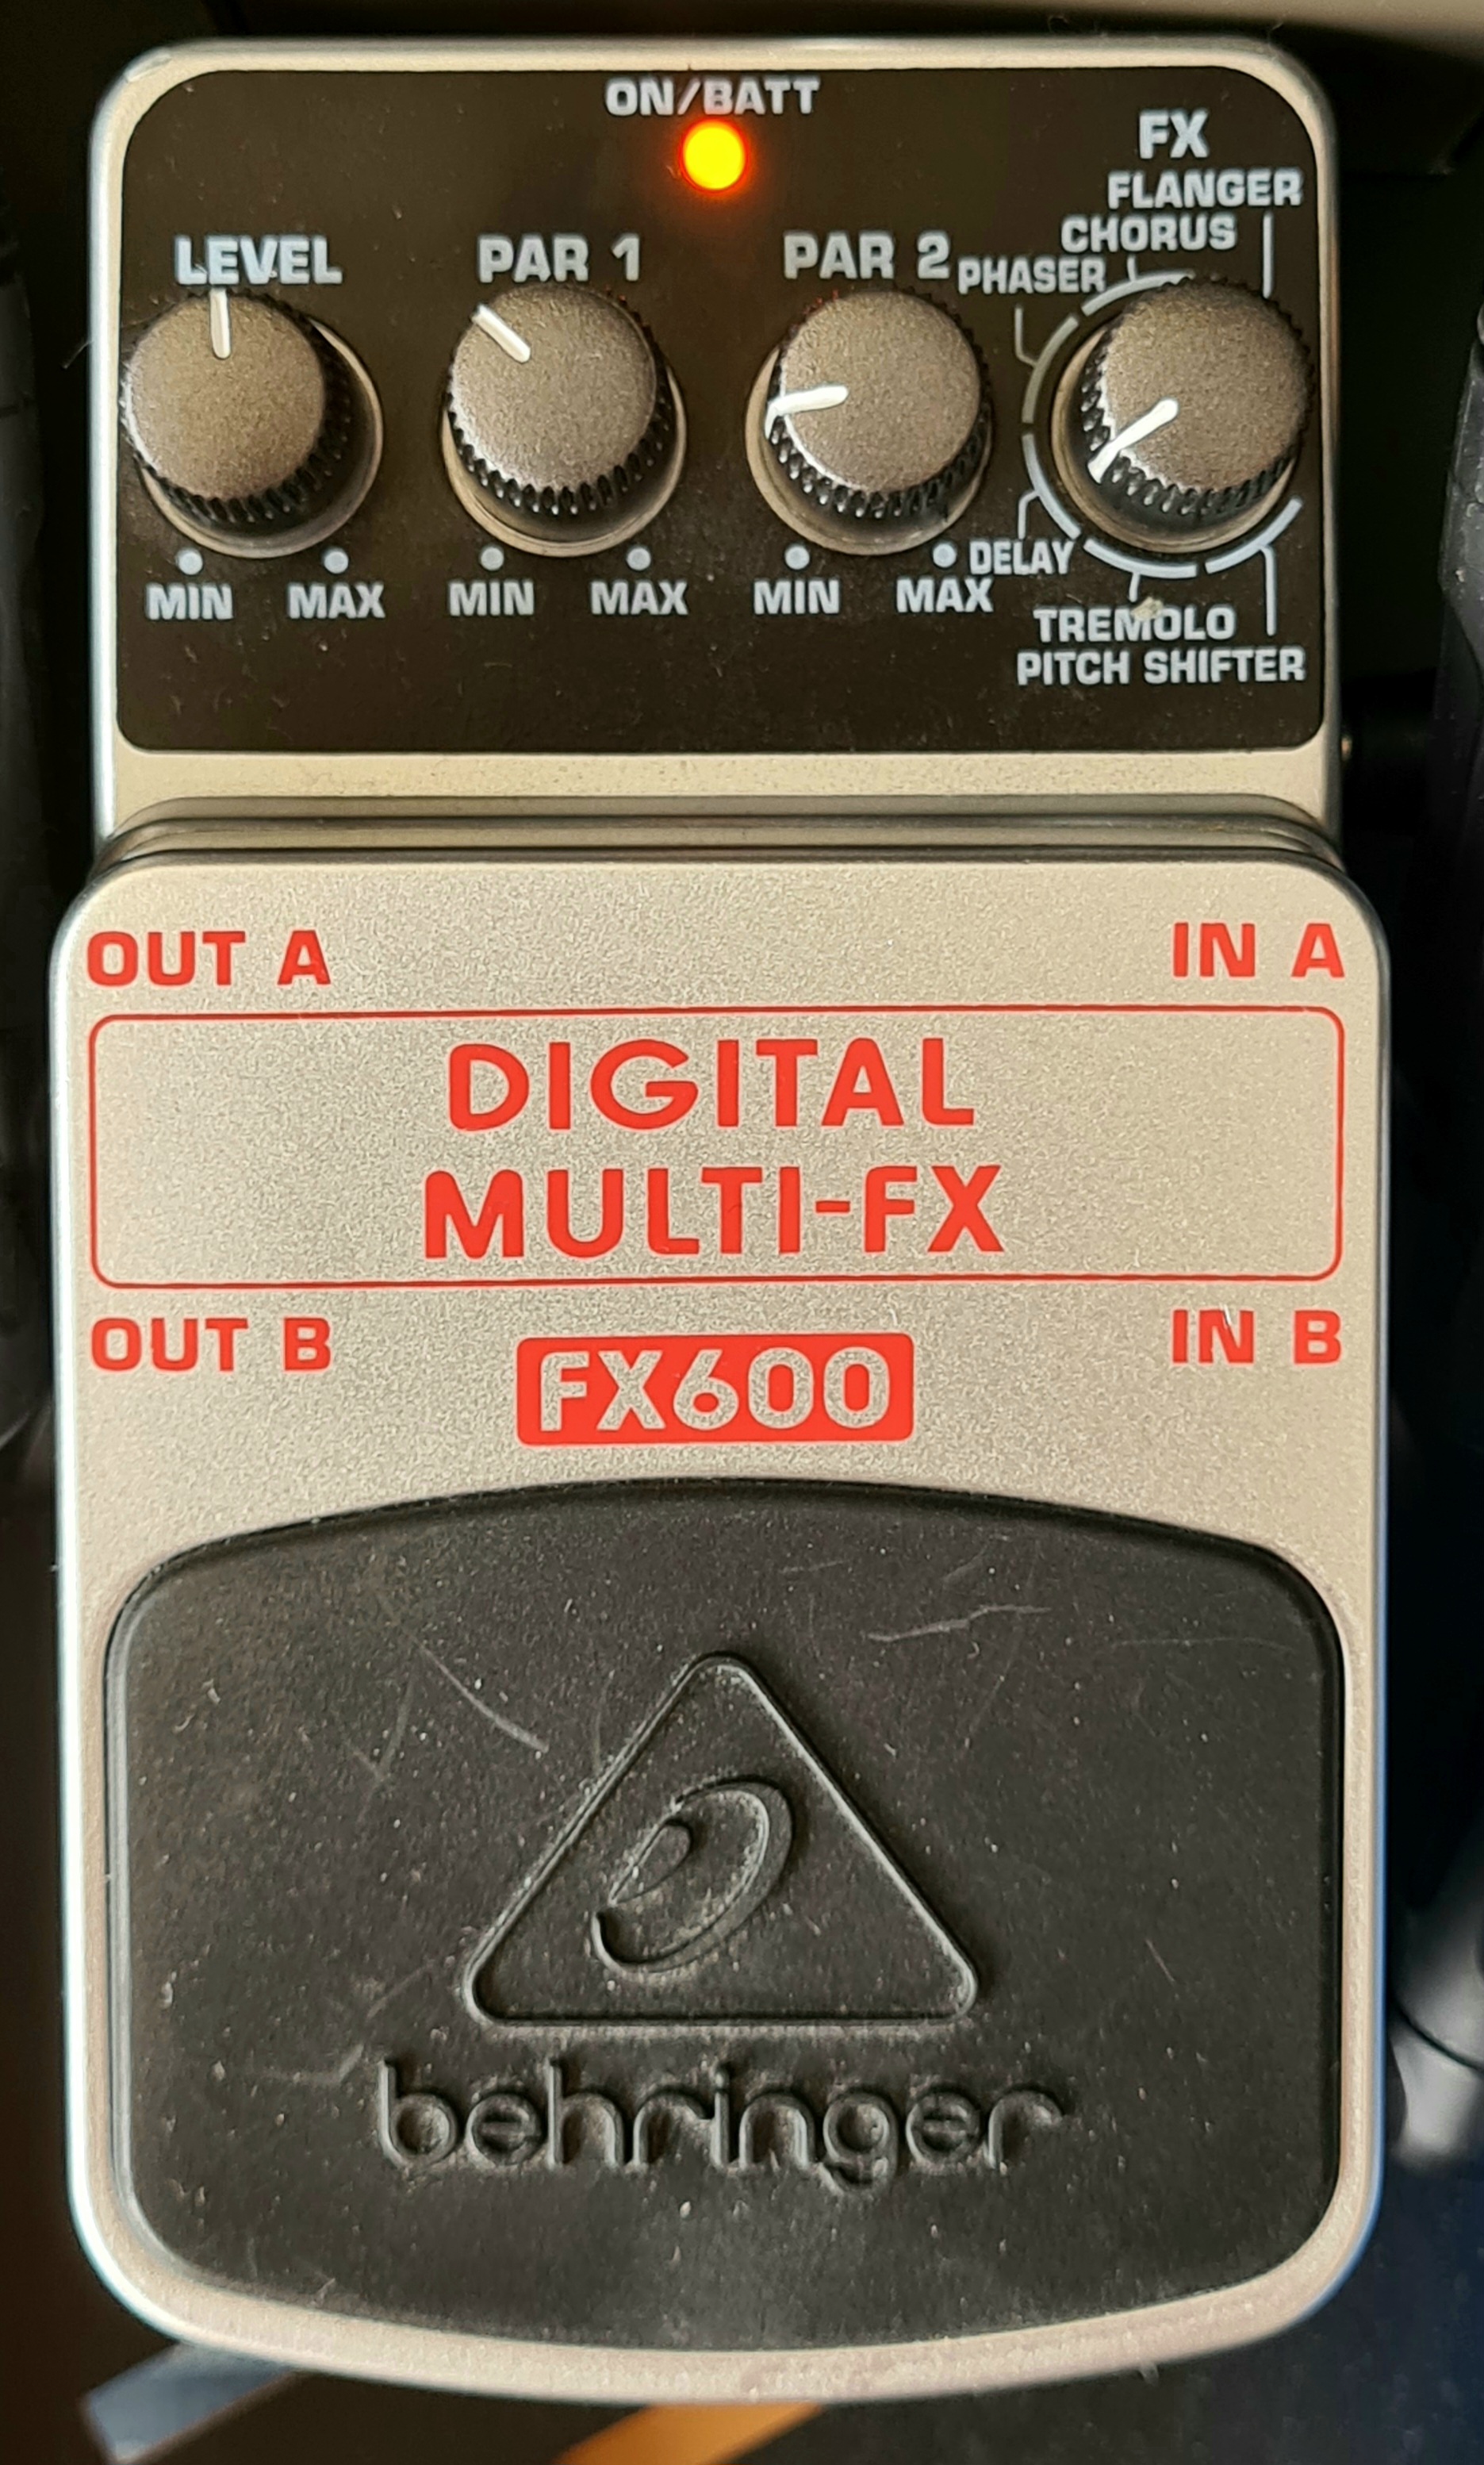 ON/BATT
FX
FLANGER
CHORUS
LEVEL
PAR 1
PAR 2
PHASER
DELAY
MIN
MAX
MIN
MAX
MIN
MAX
TREMOLO
PITCH SHIFTER
OUT A
IN A
DIGITAL
MULTI-FX
OUT B
IN B
FX600
behringer